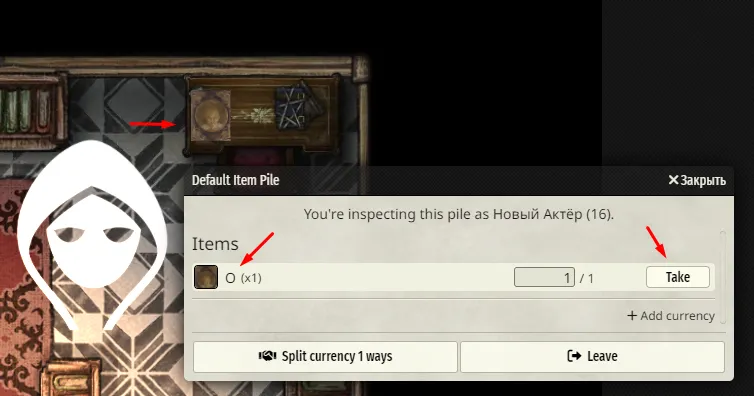 Default Item Pile
Закрыть
You're inspecting this pile as Новый Актёр (16).
Items
O (x1)
1 / 1
Take
+ Add currency
Split currency 1 ways
Leave